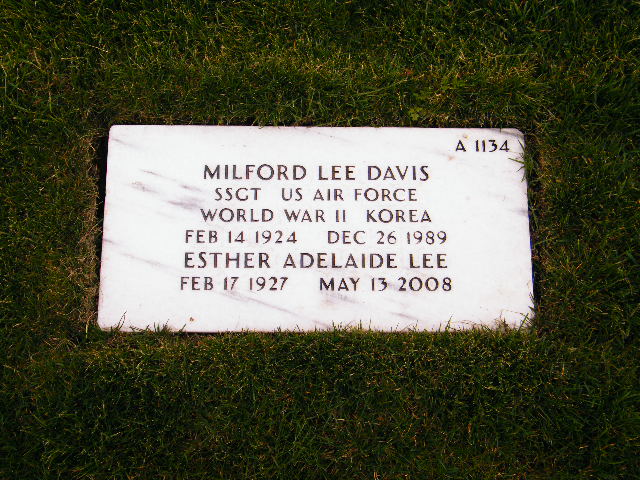 A 1134
MILFORD LEE DAVIS
SSGT US AIR FORCE
WORLD WAR II KOREA
FEB 14 1924 DEC 26 1989
ESTHER ADELAIDE LEE
FEB 17 1927 MAY 13 2008